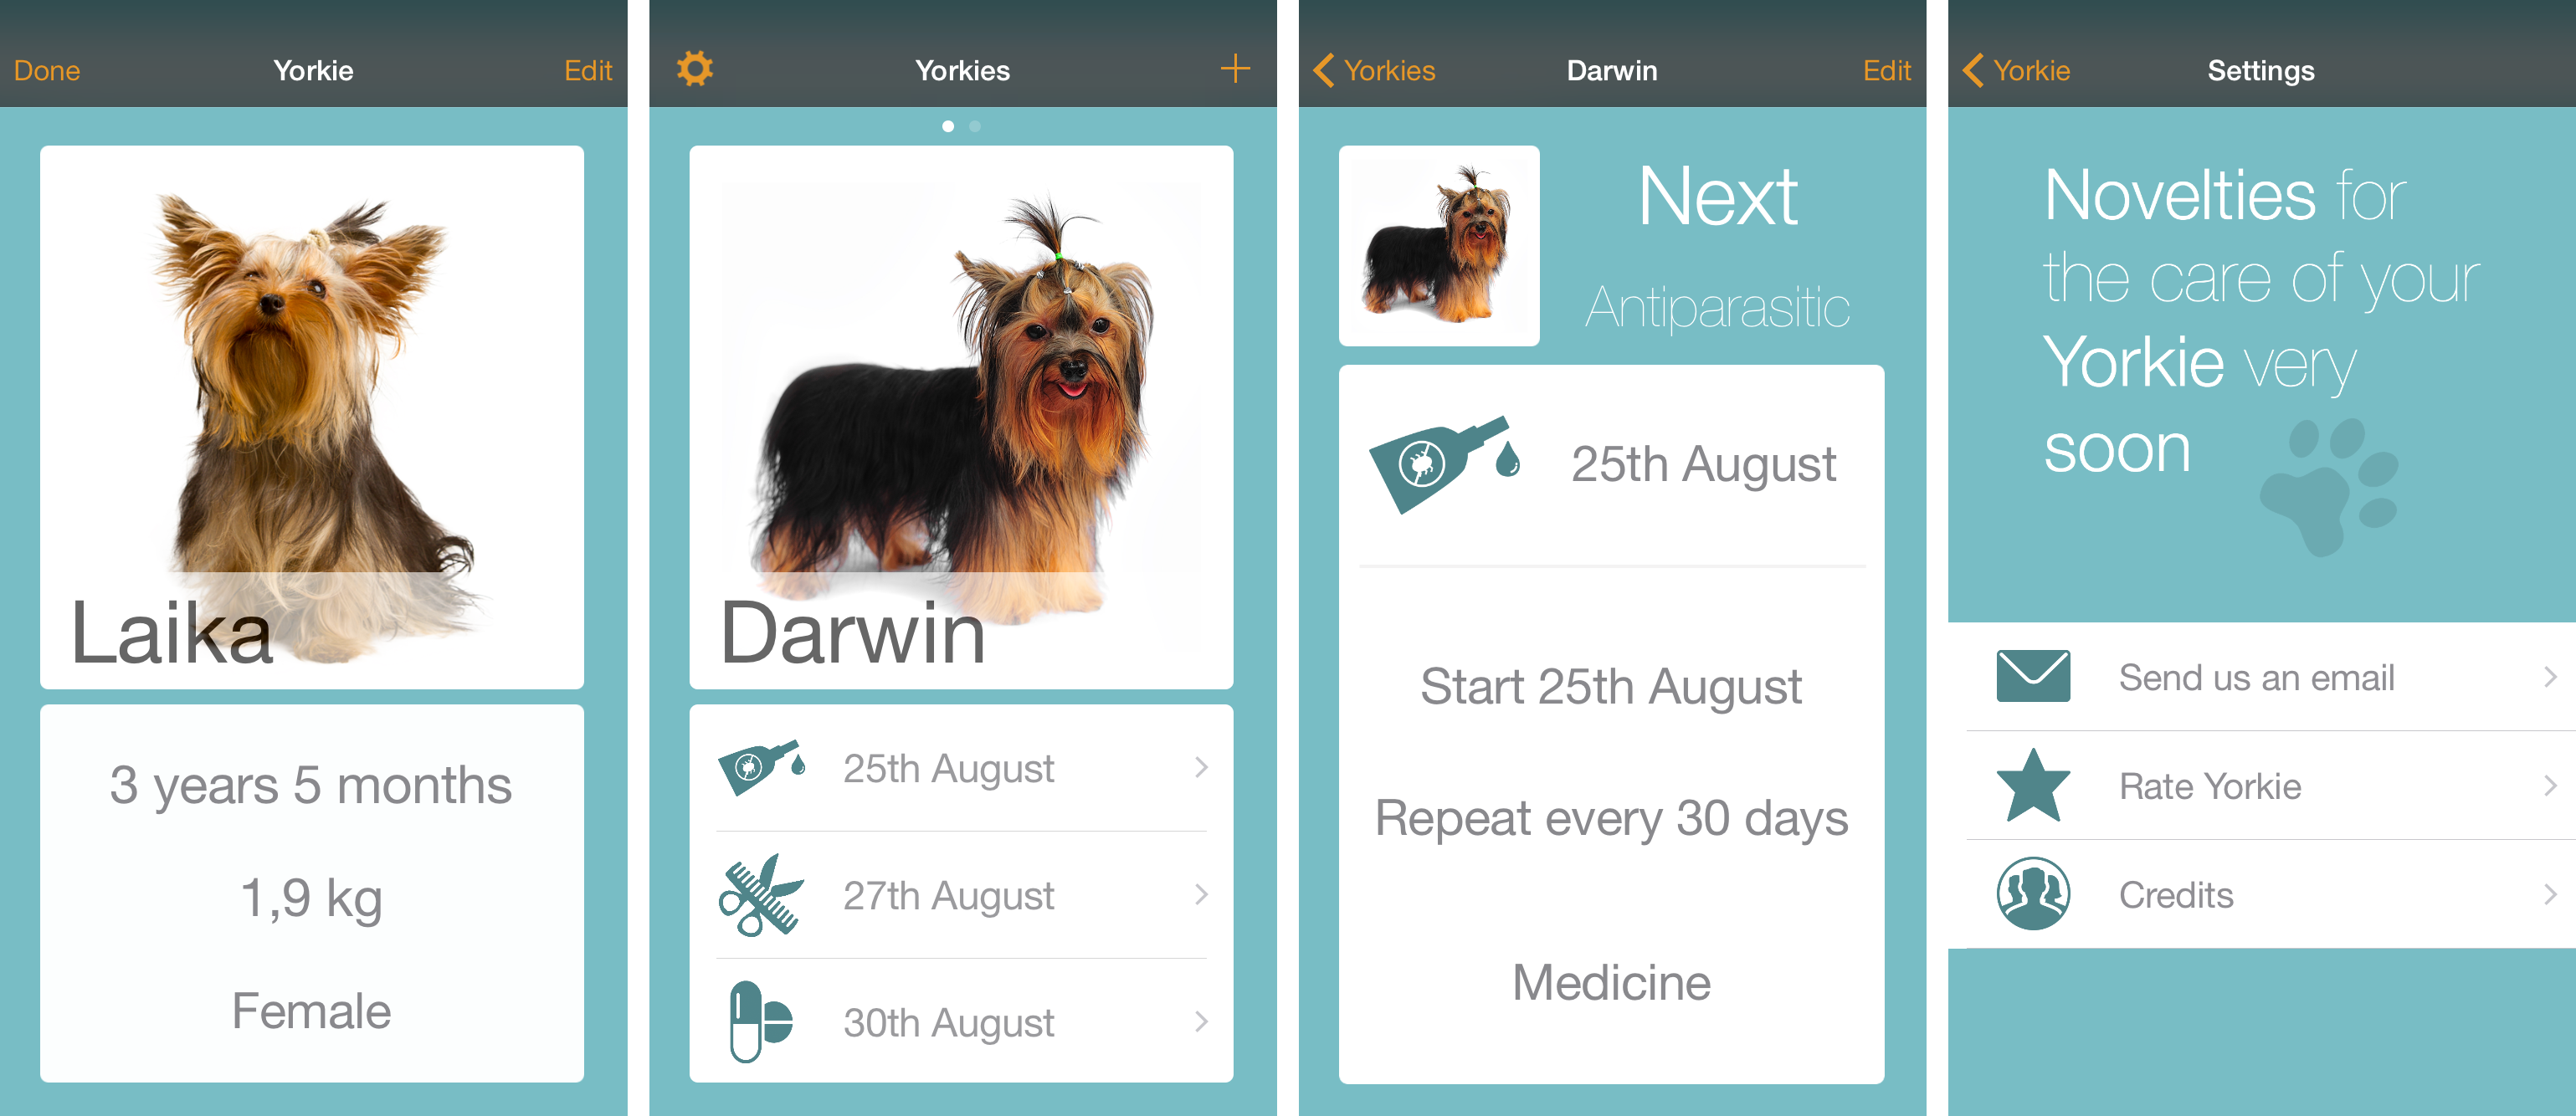 Done
Yorkie
Edit
Laika
3 years 5 months
1,9 kg
Female
Yorkies
Darwin
25th August
27th August
30th August
Yorkies
Darwin
Edit
Next
Antiparasitic
25th August
Start 25th August
Repeat every 30 days
Medicine
Yorkie
Settings
Novelties for
the care of your
Yorkie very
soon
Send us an email
Rate Yorkie
Credits